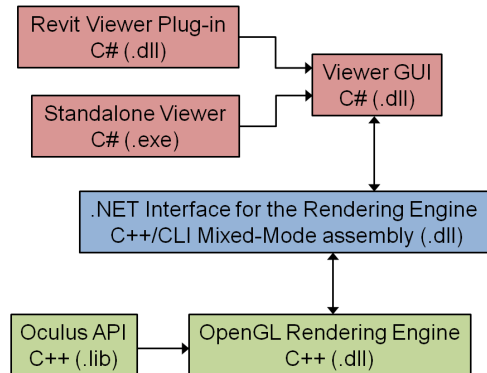 Revit Viewer Plug-in
C# (.dll)
Viewer GUI
C# (.dll)
Standalone Viewer
C# (.exe)
.NET Interface for the Rendering Engine
C++/CLI Mixed-Mode assembly (.dll)
Oculus API
C++ (.lib)
OpenGL Rendering Engine
C++ (.dll)